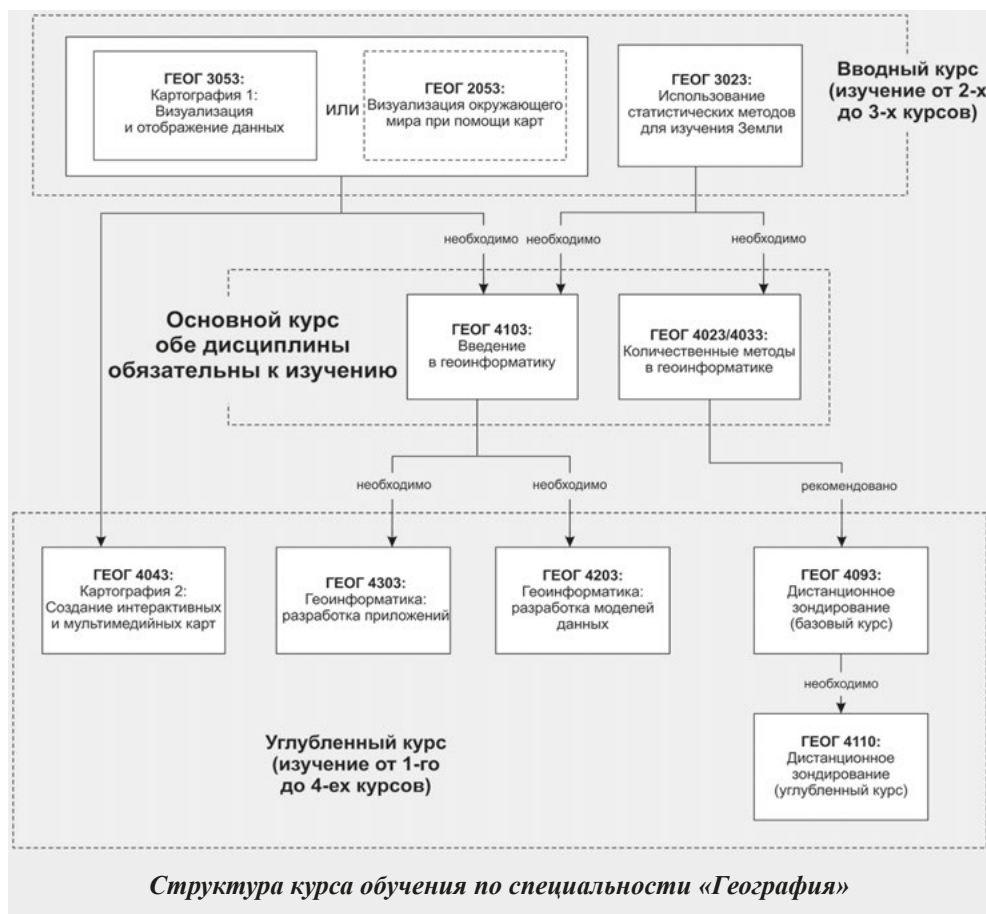 ГЕОГ 3053:
Картография 1:
Визуализация
и отображение данных
ИЛИ
ГЕОГ 2053:
Визуализация окружающего
мира при помощи карт
ГЕОГ 3023:
Использование
статистических методов
для изучения Земли
Вводный курс
(изучение от 2-х
до 3-х курсов)
необходимо
необходимо
необходимо
Основной курс
обе дисциплины
обязательны к изучению
ГЕОГ 4103:
Введение
в геоинформатику
ГЕОГ 4023/4033:
Количественные методы
в геоинформатике
необходимо
необходимо
рекомендовано
ГЕОГ 4043:
Картография 2:
Создание интерактивных
и мультимедийных карт
ГЕОГ 4303:
Геоинформатика:
разработка приложений
ГЕОГ 4203:
Геоинформатика:
разработка моделей
данных
ГЕОГ 4093:
Дистанционное
зондирование
(базовый курс)
необходимо
Углубленный курс
(изучение от 1-го
до 4-ех курсов)
ГЕОГ 4110:
Дистанционное
зондирование
(углубленный курс)
Структура курса обучения по специальности «География»